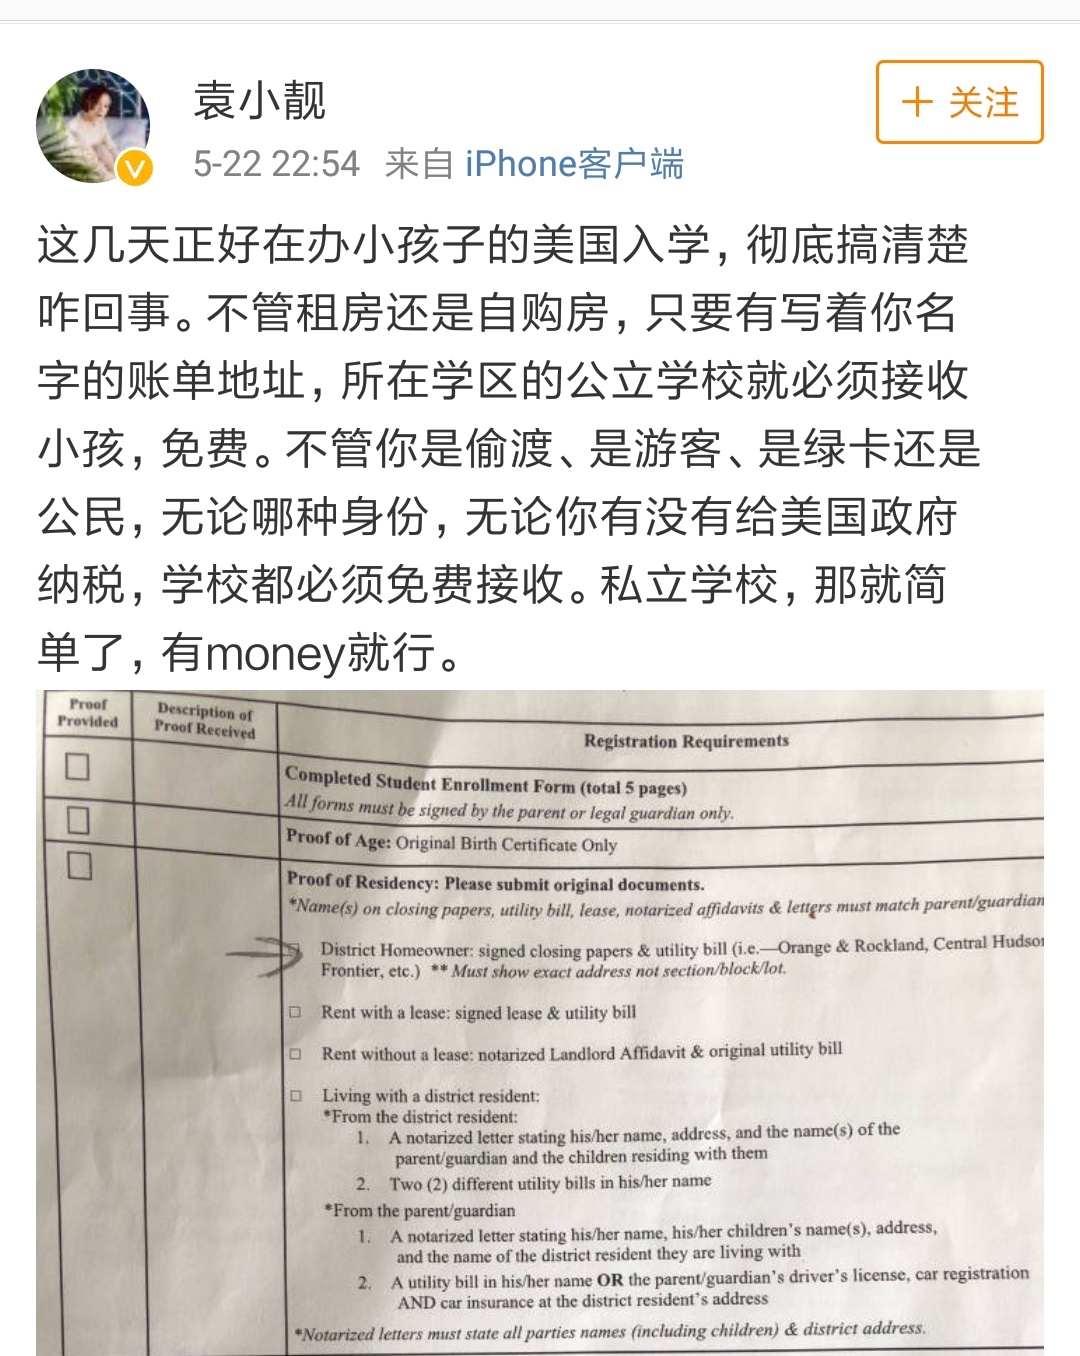 袁小靓
+ 关注
5-22 22:54 来自 iPhone客户端
这几天正好在办小孩子的美国入学，彻底搞清楚
咋回事。不管租房还是自购房，只要有写着你名
字的账单地址，所在学区的公立学校就必须接收
小孩，免费。不管你是偷渡、是游客、是绿卡还是
公民，无论哪种身份，无论你有没有给美国政府
纳税，学校都必须免费接收。私立学校，那就简
单了，有money就行。
Proof
Provided
Description of
Proof Received
Registration Requirements
Completed Student Enrollment Form (total 5 pages)
All forms must be signed by the parent or legal guardian only.
Proof of Age: Original Birth Certificate Only
Proof of Residency: Please submit original documents.
*Name(s) on closing papers, utility bill, lease, notarized affidavits & letters must match parent/guardian
District Homeowner: signed closing papers & utility bill (i.e.—Orange & Rockland, Central Hudson
Frontier, etc.) ** Must show exact address not section/block/lot.
Rent with a lease: signed lease & utility bill
Rent without a lease: notarized Landlord Affidavit & original utility bill
Living with a district resident:
*From the district resident:
1. A notarized letter stating his/her name, address, and the name(s) of the
parent/guardian and the children residing with them
2. Two (2) different utility bills in his/her name
*From the parent/guardian
1. A notarized letter stating his/her name, his/her children's name(s), address,
and the name of the district resident they are living with
2. A utility bill in his/her name OR the parent/guardian's driver's license, car registration
AND car insurance at the district resident's address
*Notarized letters must state all parties names (including children) & district address.